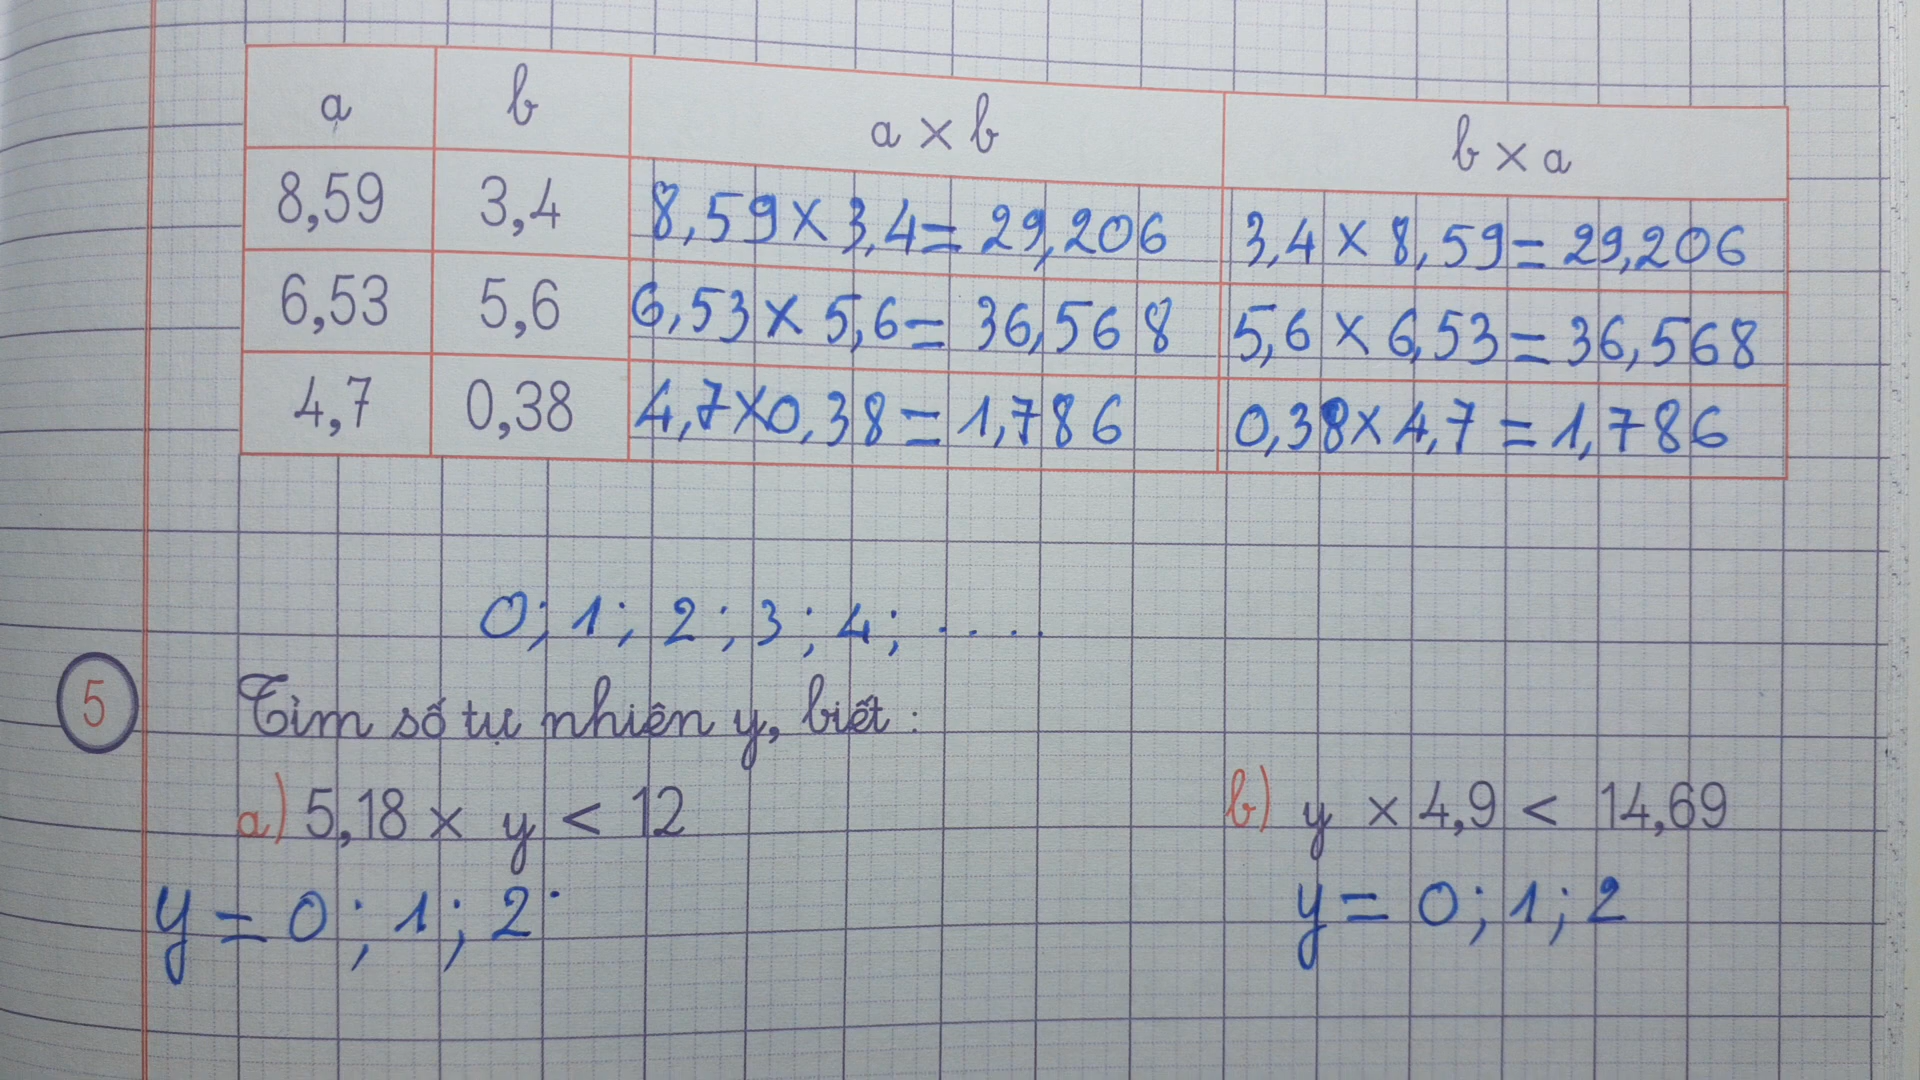 a b a × b b × a
8,59 3,4 8,59 × 3,4 = 29,206 3,4 × 8,59 = 29,206
6,53 5,6 6,53 × 5,6 = 36,568 5,6 × 6,53 = 36,568
4,7 0,38 4,7 × 0,38 = 1,786 0,38 × 4,7 = 1,786
0; 1; 2; 3; 4; ....
5 Tìm số tự nhiên y, biết:
a) 5,18 × y < 12 b) y × 4,9 < 14,69
y = 0; 1; 2. y = 0; 1; 2